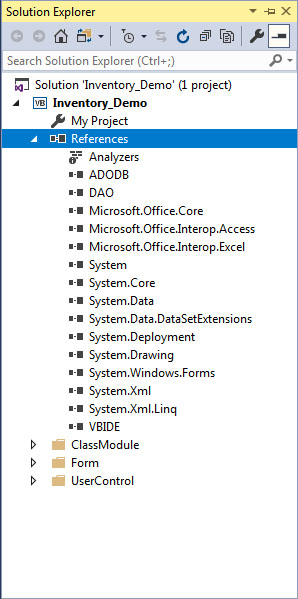 Solution Explorer
Search Solution Explorer (Ctrl+;)
Solution 'Inventory_Demo' (1 project)
VB Inventory_Demo
My Project
References
Analyzers
ADODB
DAO
Microsoft.Office.Core
Microsoft.Office.Interop.Access
Microsoft.Office.Interop.Excel
System
System.Core
System.Data
System.Data.DataSetExtensions
System.Deployment
System.Drawing
System.Windows.Forms
System.Xml
System.Xml.Linq
VBIDE
ClassModule
Form
UserControl